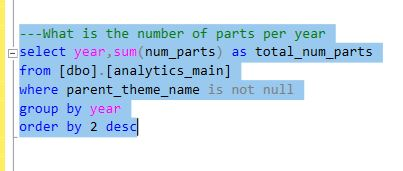 ---What is the number of parts per year
select year,sum(num_parts) as total_num_parts
from [dbo].[analytics_main]
where parent_theme_name is not null
group by year
order by 2 desc